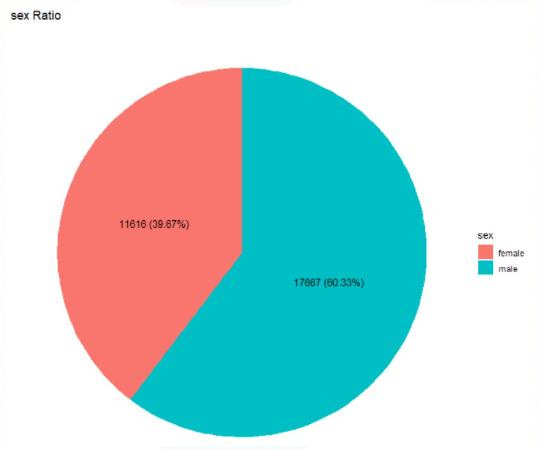 sex Ratio
11616 (39.67%)
17667 (60.33%)
sex
female
male